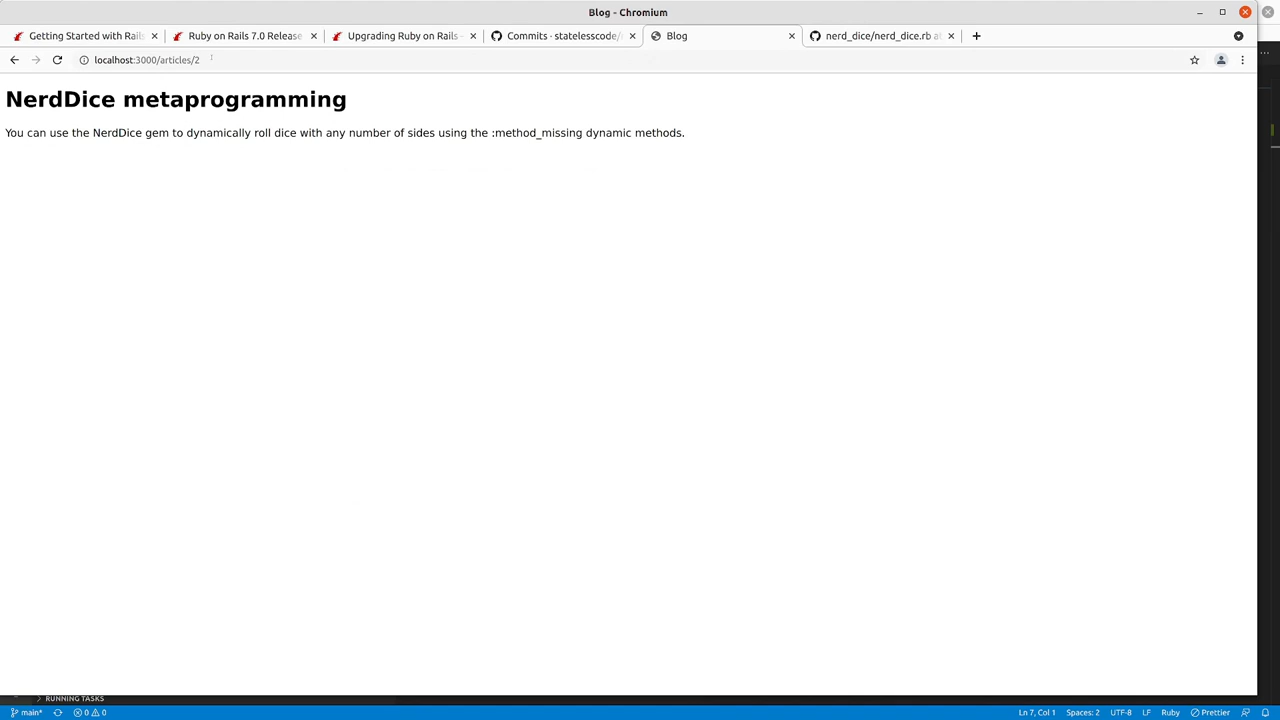 Blog - Chromium
Getting Started with Rails
Ruby on Rails 7.0 Release
Upgrading Ruby on Rails
Commits · statelesscode/
Blog
nerd_dice/nerd_dice.rb at
localhost:3000/articles/2
NerdDice metaprogramming
You can use the NerdDice gem to dynamically roll dice with any number of sides using the :method_missing dynamic methods.
RUNNING TASKS
main*
0
0
Ln 7, Col 1
Spaces: 2
UTF-8
LF
Ruby
Prettier